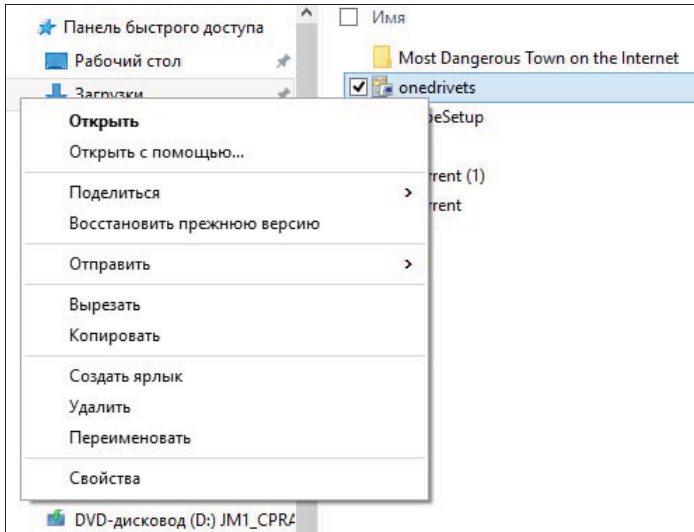 Панель быстрого доступа
Рабочий стол
Загрузки
Открыть
Открыть с помощью...
Поделиться
Восстановить прежнюю версию
Отправить
Вырезать
Копировать
Создать ярлык
Удалить
Переименовать
Свойства
DVD-дисковод (D:) JM1_CPRA
Имя
Most Dangerous Town on the Internet
onedrivets
peSetup
rrent (1)
rrent